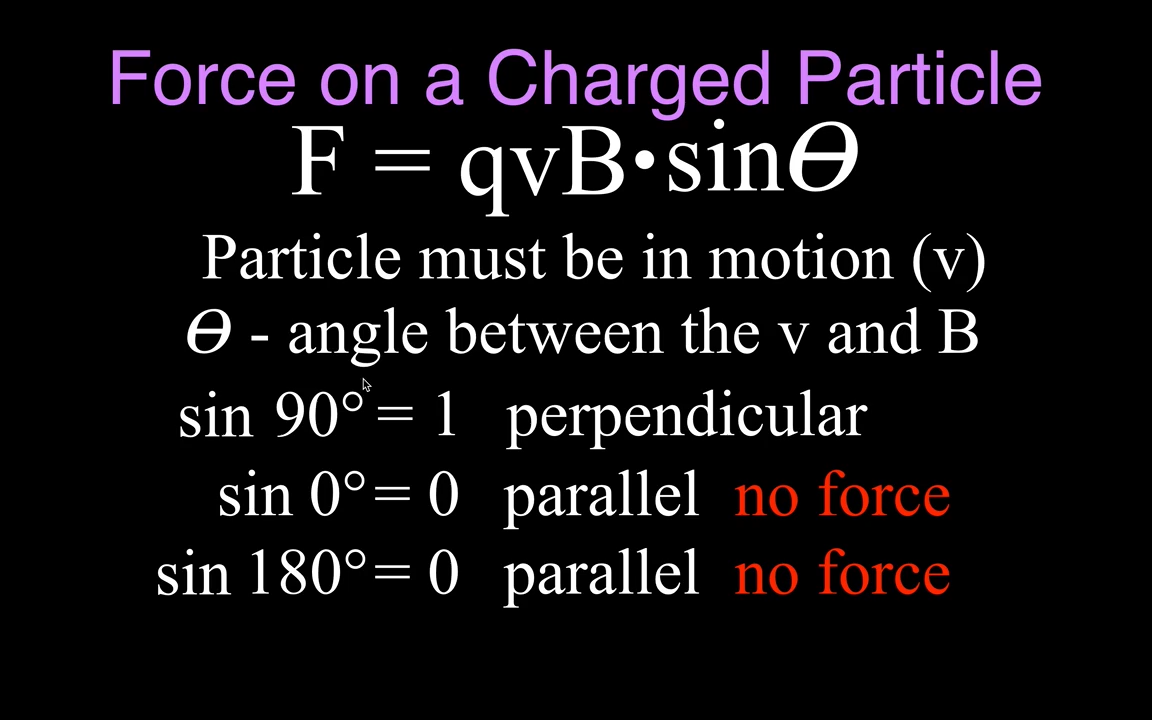 Force on a Charged Particle
F = qvB•sinϴ
Particle must be in motion (v)
ϴ - angle between the v and B
sin 90° = 1 perpendicular
sin 0° = 0 parallel no force
sin 180° = 0 parallel no force